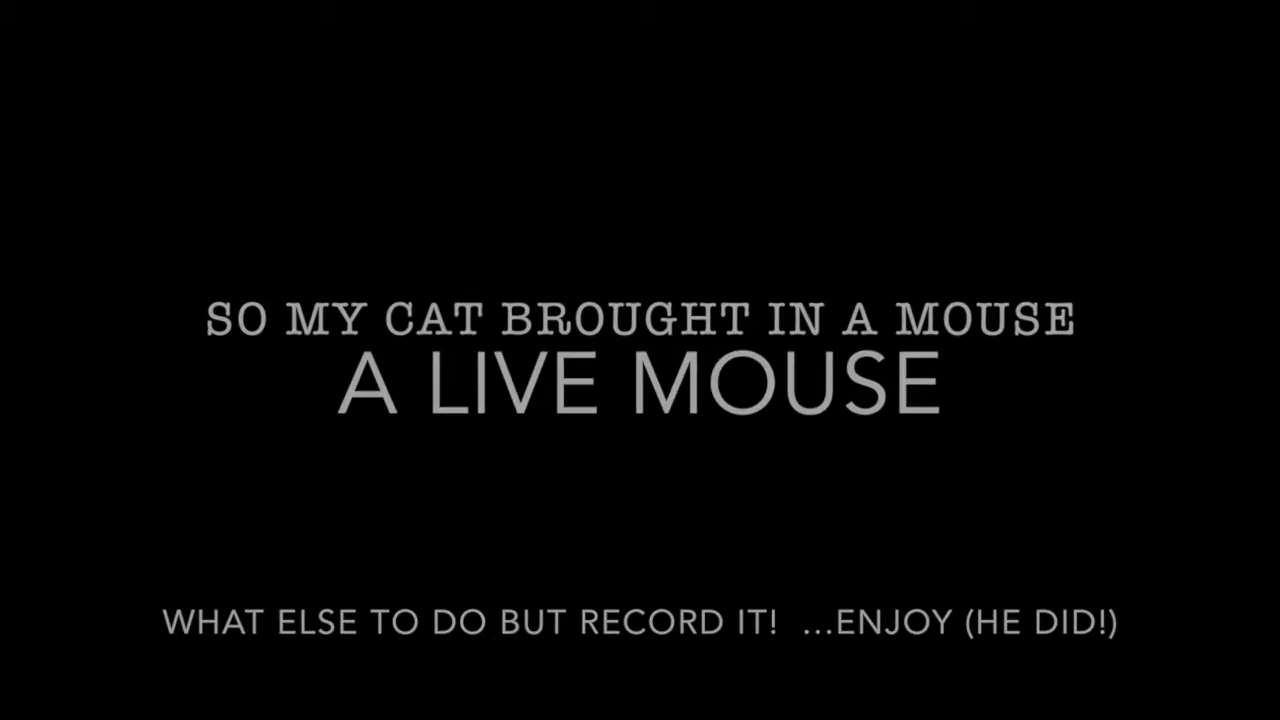 SO MY CAT BROUGHT IN A MOUSE
A LIVE MOUSE
WHAT ELSE TO DO BUT RECORD IT!  ...ENJOY (HE DID!)